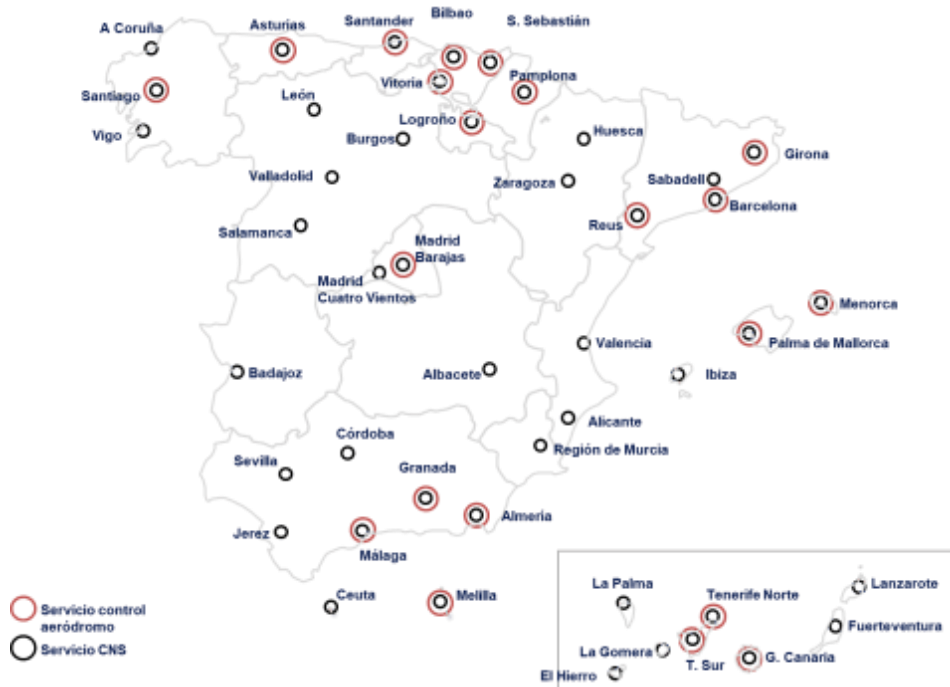 Bilbao
Santander
S. Sebastián
Asturias
A Coruña
Vitoria
Pamplona
Santiago
León
Logroño
Vigo
Burgos
Huesca
Girona
Valladolid
Zaragoza
Sabadell
Barcelona
Reus
Salamanca
Madrid
Barajas
Madrid
Cuatro Vientos
Menorca
Valencia
Palma de Mallorca
Badajoz
Albacete
Ibiza
Alicante
Córdoba
Región de Murcia
Sevilla
Granada
Almería
Jerez
Málaga
Ceuta
Melilla
La Palma
Lanzarote
Tenerife Norte
Fuerteventura
La Gomera
T. Sur
G. Canaria
El Hierro
Servicio control
aeródromo
Servicio CNS